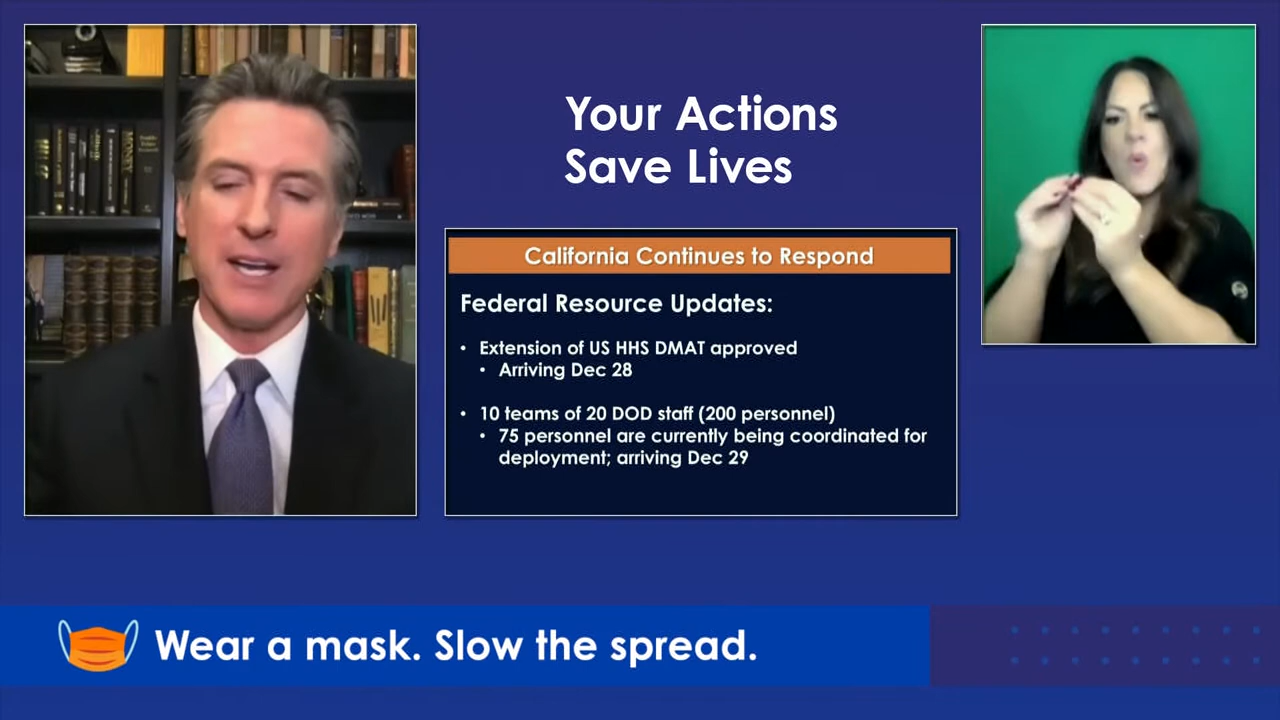 Your Actions
Save Lives
California Continues to Respond
Federal Resource Updates:
• Extension of US HHS DMAT approved
• Arriving Dec 28
• 10 teams of 20 DOD staff (200 personnel)
• 75 personnel are currently being coordinated for
deployment; arriving Dec 29
Wear a mask. Slow the spread.